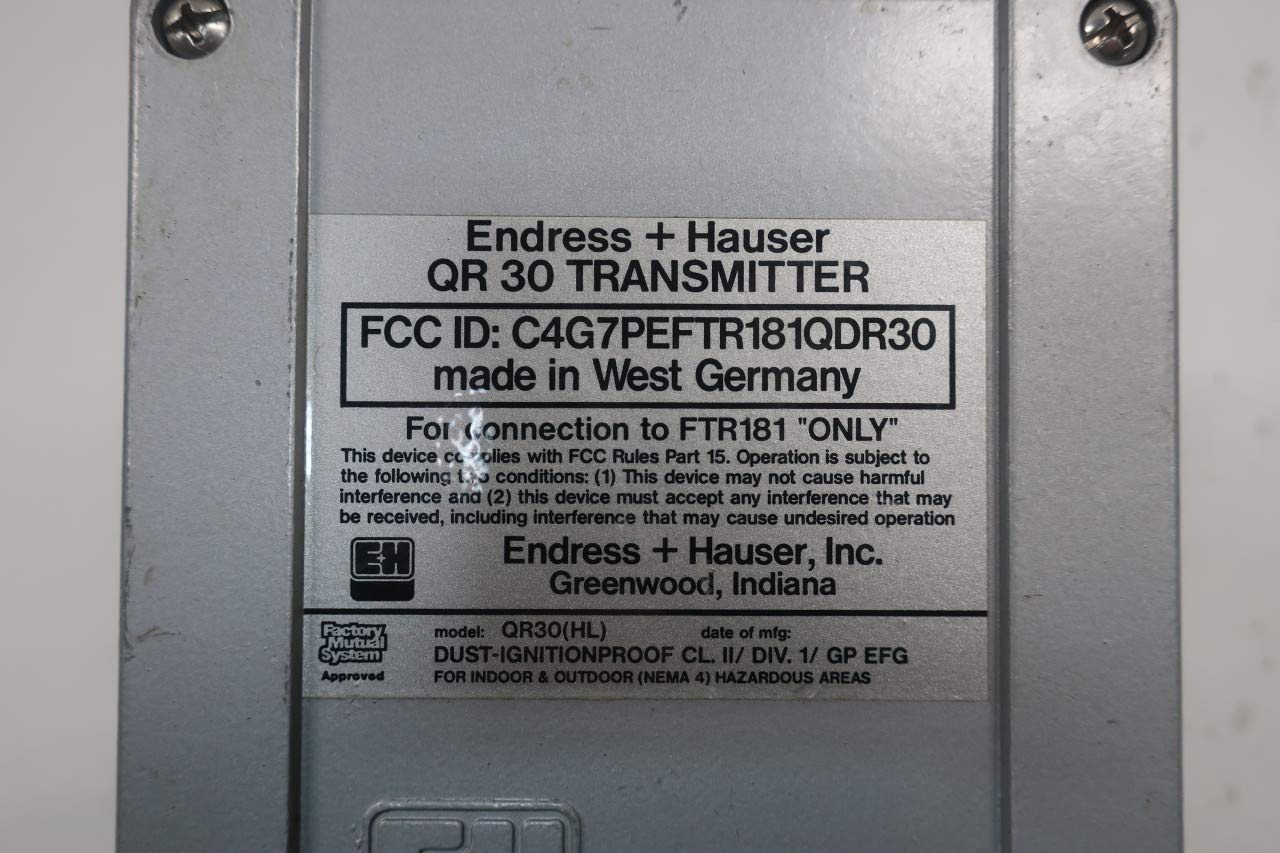 Endress + Hauser
QR 30 TRANSMITTER
FCC ID: C4G7PEFTR181QDR30
made in West Germany
For connection to FTR181 "ONLY"
This device complies with FCC Rules Part 15. Operation is subject to
the following two conditions: (1) This device may not cause harmful
interference and (2) this device must accept any interference that may
be received, including interference that may cause undesired operation
E+H
Endress + Hauser, Inc.
Greenwood, Indiana
Factory
Mutual
System
Approved
model: QR30(HL) date of mfg:
DUST-IGNITIONPROOF CL. II/ DIV. 1/ GP EFG
FOR INDOOR & OUTDOOR (NEMA 4) HAZARDOUS AREAS